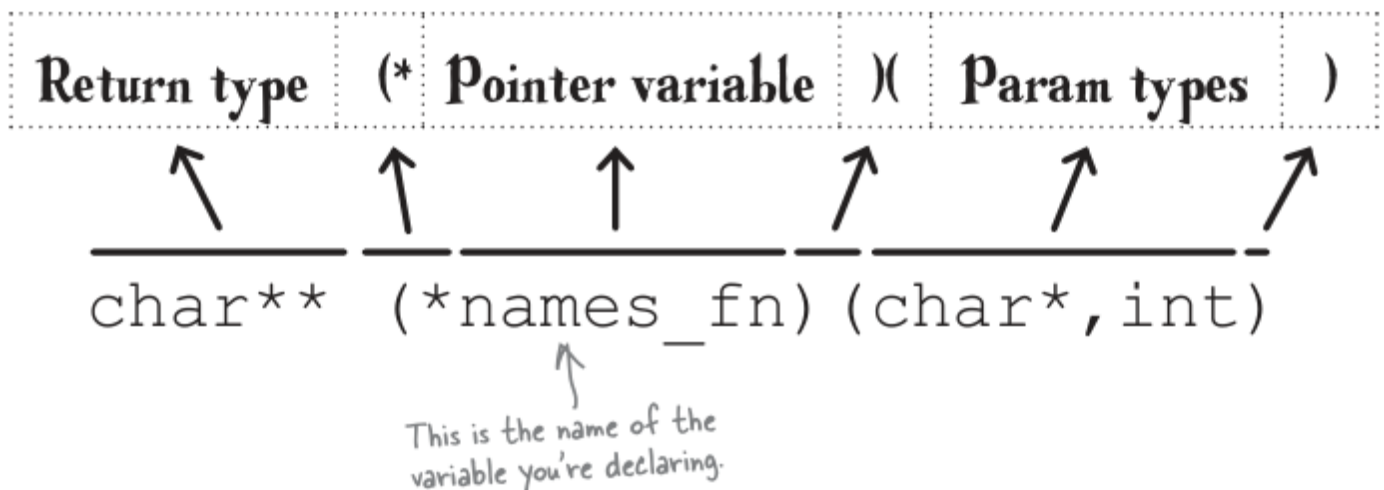 Return type (* Pointer variable )( Param types )
char** (*names_fn)(char*,int)
This is the name of the
variable you're declaring.